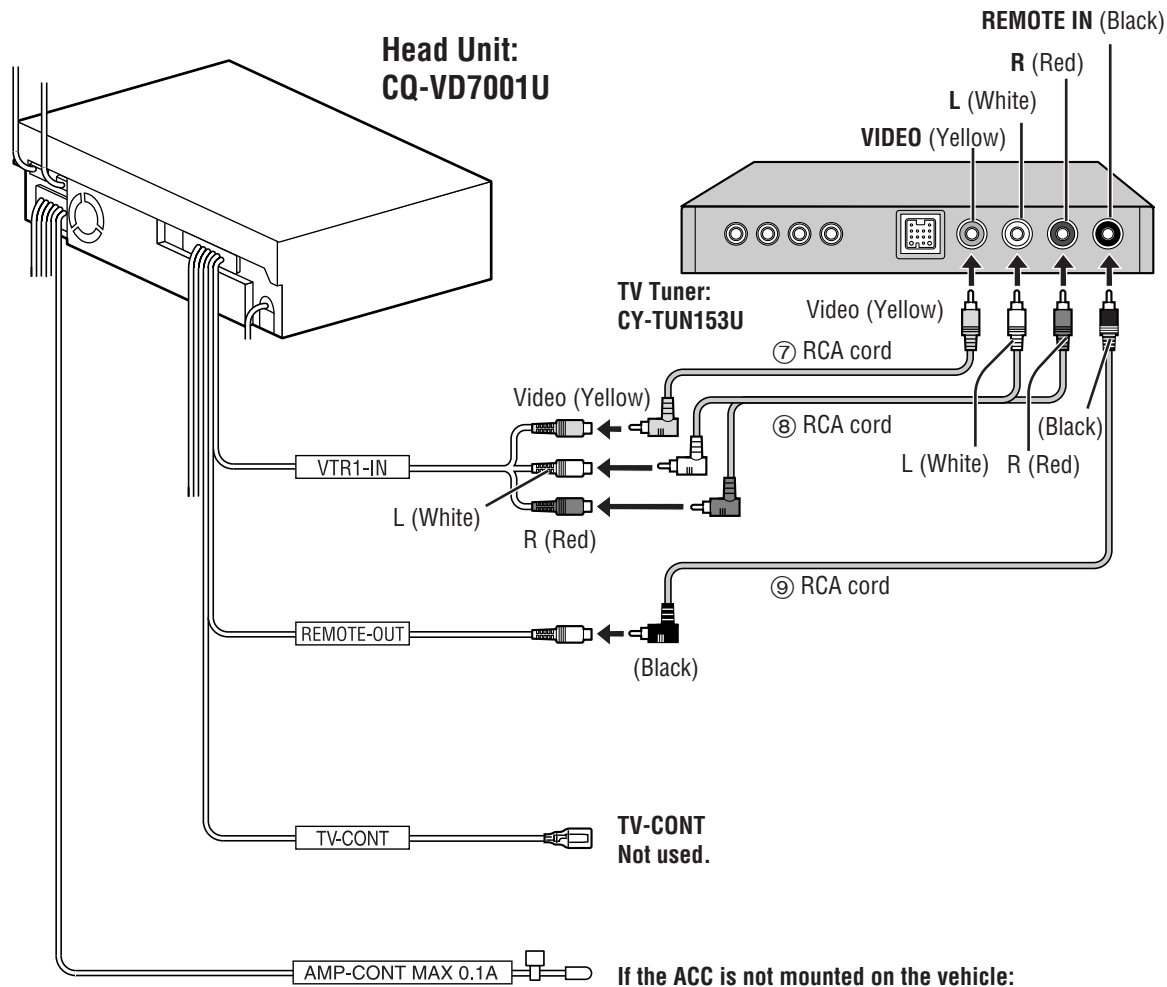 REMOTE IN (Black)
Head Unit:
CQ-VD7001U
R (Red)
L (White)
VIDEO (Yellow)
TV Tuner:
CY-TUN153U
Video (Yellow)
⑦ RCA cord
Video (Yellow)
⑧ RCA cord
(Black)
L (White)
R (Red)
VTR1-IN
L (White)
R (Red)
⑨ RCA cord
REMOTE-OUT
(Black)
TV-CONT
TV-CONT
Not used.
AMP-CONT MAX 0.1A
If the ACC is not mounted on the vehicle: